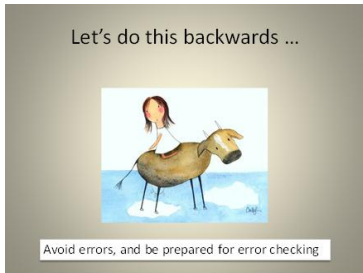 Let's do this backwards ...
Avoid errors, and be prepared for error checking